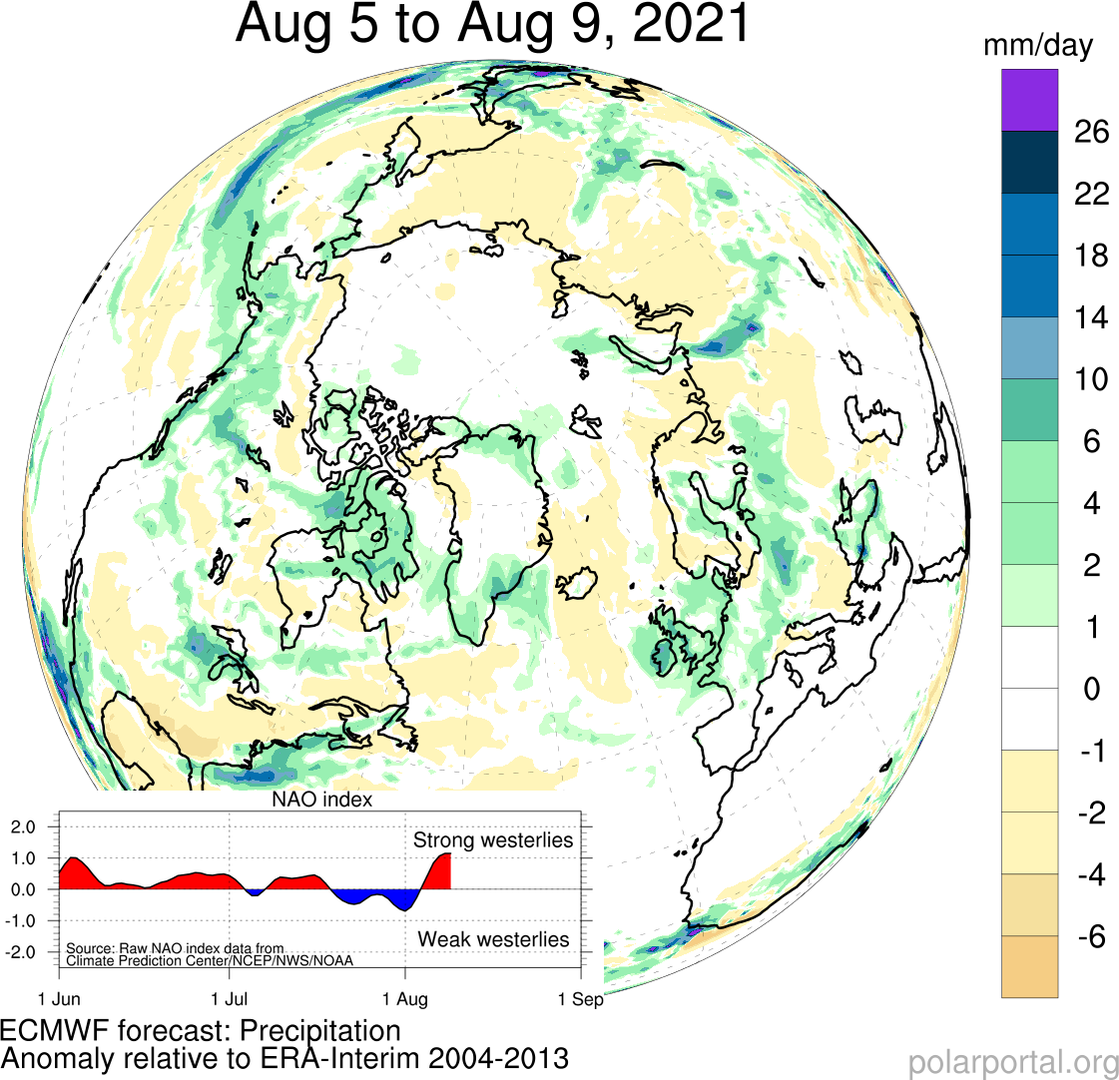 Aug 5 to Aug 9, 2021
mm/day
26
22
18
14
10
6
4
2
1
0
-1
-2
-4
-6
NAO index
2.0
1.0
0.0
-1.0
-2.0
Strong westerlies
Weak westerlies
Source: Raw NAO index data from
Climate Prediction Center/NCEP/NWS/NOAA
1 Jun 1 Jul 1 Aug 1 Sep
ECMWF forecast: Precipitation
Anomaly relative to ERA-Interim 2004-2013
polarportal.org